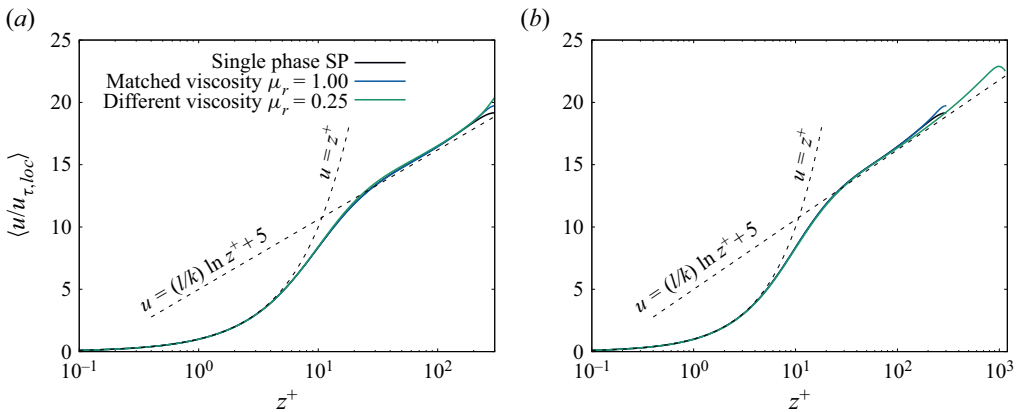 (a)
(b)
25
20
15
10
5
0
Single phase SP
Matched viscosity μr = 1.00
Different viscosity μr = 0.25
u = z+
u = (l/k) ln z+ + 5
⟨u/uτ,loc⟩
10−1
100
101
102
z+
25
20
15
10
5
0
u = z+
u = (l/k) ln z+ + 5
10−1
100
101
102
103
z+